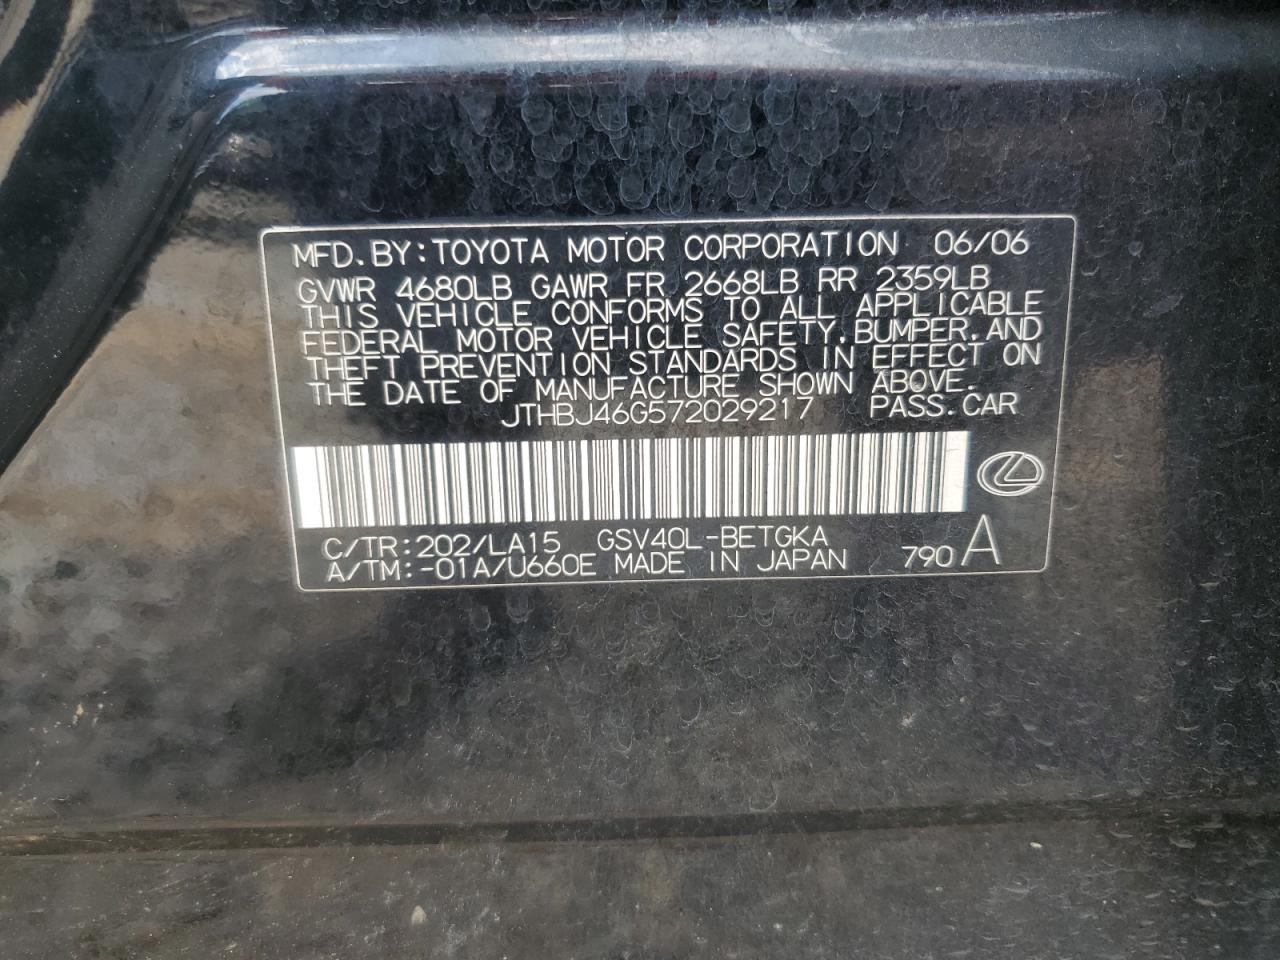 MFD. BY: TOYOTA MOTOR CORPORATION 06/06
GVWR 4680LB GAWR FR 2668LB RR 2359LB
THIS VEHICLE CONFORMS TO ALL APPLICABLE
FEDERAL MOTOR VEHICLE SAFETY, BUMPER, AND
THEFT PREVENTION STANDARDS IN EFFECT ON
THE DATE OF MANUFACTURE SHOWN ABOVE.
JTHBJ46G572029217 PASS. CAR
C/TR: 202/LA15 GSV40L-BETGKA
A/TM: -01A/U660E MADE IN JAPAN 790 A